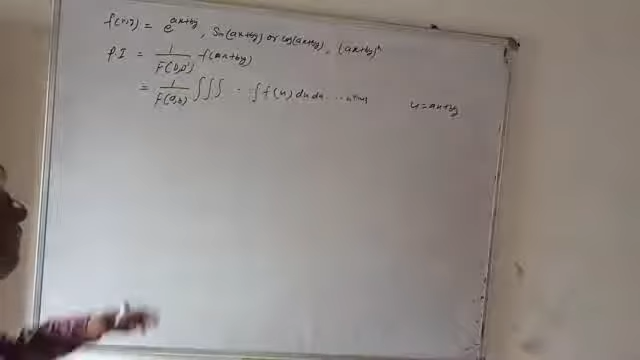 f(x,y) = e^{ax+by}, Sin(ax+by) or cos(ax+by), (ax+by)^n
P.I = 1/F(D,D') f(ax+by)
= 1/F(a,b) ∫∫∫ . . ∫ f(u) du du ... n times u = ax+by